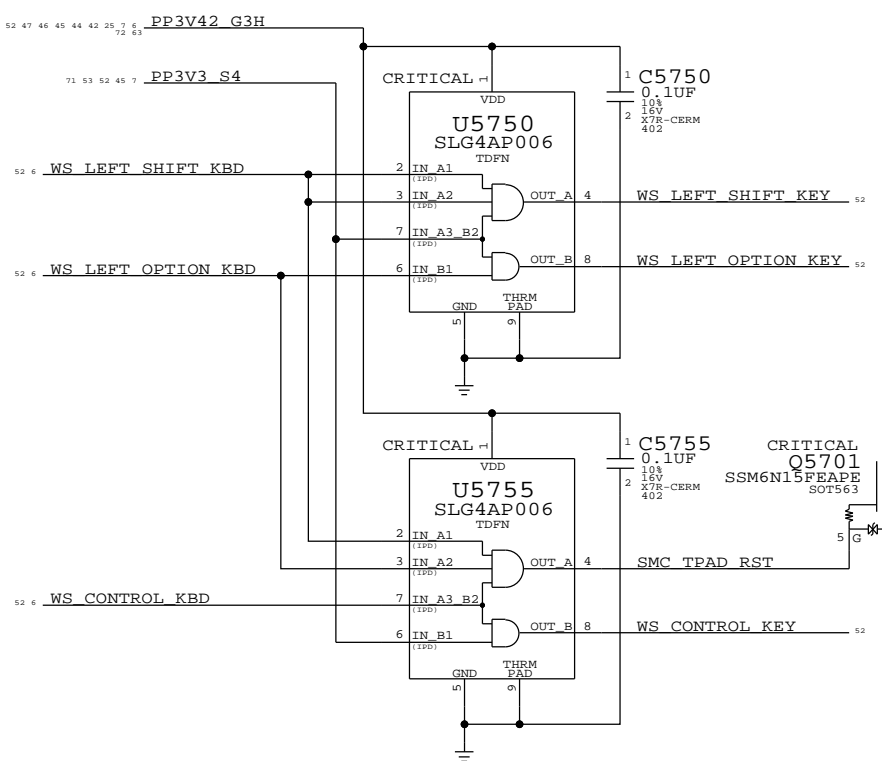 52 47 46 45 44 42 25 7 6 PP3V42_G3H
72 63
71 53 52 45 7 PP3V3_S4
CRITICAL 1
VDD
U5750
SLG4AP006
TDFN
1 C5750
0.1UF
10%
16V
2 X7R-CERM
402
52 6 WS_LEFT_SHIFT_KBD
2 IN_A1
(IPD)
3 IN_A2
(IPD)
OUT_A 4 WS_LEFT_SHIFT_KEY 52
7 IN_A3_B2
(IPD)
52 6 WS_LEFT_OPTION_KBD
6 IN_B1
(IPD)
OUT_B 8 WS_LEFT_OPTION_KEY 52
GND
THRM
PAD
5
9
CRITICAL 1
VDD
U5755
SLG4AP006
TDFN
1 C5755
0.1UF
10%
16V
2 X7R-CERM
402
CRITICAL
Q5701
SSM6N15FEAPE
SOT563
5 G
2 IN_A1
(IPD)
3 IN_A2
(IPD)
OUT_A 4 SMC_TPAD_RST
52 6 WS_CONTROL_KBD
7 IN_A3_B2
(IPD)
6 IN_B1
(IPD)
OUT_B 8 WS_CONTROL_KEY 52
GND
THRM
PAD
5
9